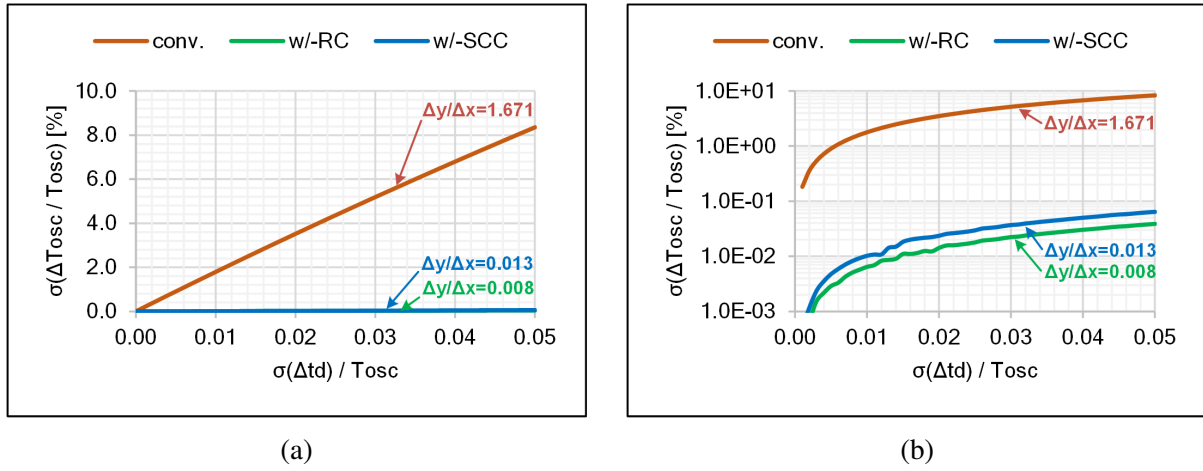 conv. w/-RC w/-SCC
σ(ΔTosc / Tosc) [%]
10.0
8.0
6.0
4.0
2.0
0.0
Δy/Δx=1.671
Δy/Δx=0.013
Δy/Δx=0.008
0.00 0.01 0.02 0.03 0.04 0.05
σ(Δtd) / Tosc
(a)
conv. w/-RC w/-SCC
σ(ΔTosc / Tosc) [%]
1.0E+01
1.0E+00
1.0E-01
1.0E-02
1.0E-03
Δy/Δx=1.671
Δy/Δx=0.013
Δy/Δx=0.008
0.00 0.01 0.02 0.03 0.04 0.05
σ(Δtd) / Tosc
(b)